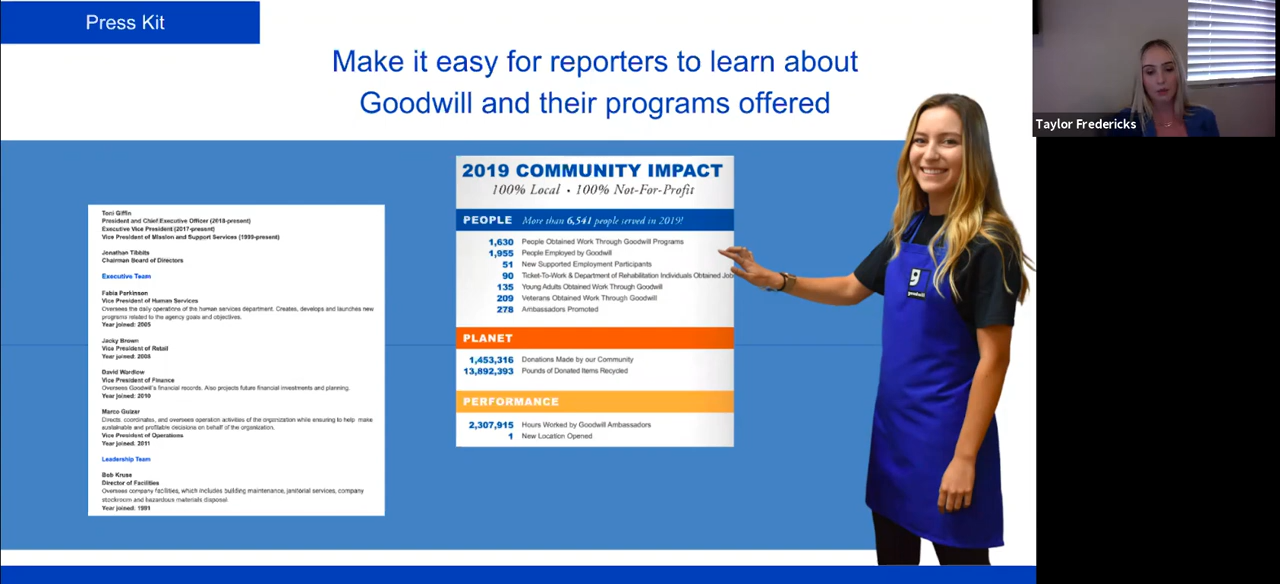 Press Kit
Make it easy for reporters to learn about
Goodwill and their programs offered
Toni Giffin
President and Chief Executive Officer (2018-present)
Executive Vice President (2017-present)
Vice President of Mission and Support Services (1999-present)
Jonathan Tibbits
Chairman Board of Directors
Executive Team
Fabia Parkinson
Vice President of Human Services
Oversees the daily operations of the human services department. Creates, develops and launches new
programs related to the agency goals and objectives.
Year joined: 2005
Jacky Brown
Vice President of Retail
Year joined: 2008
David Wardlow
Vice President of Finance
Oversees Goodwill's financial records. Also projects future financial investments and planning.
Year joined: 2010
Marco Guizar
Directs, coordinates, and oversees operation activities of the organization while ensuring to help make
sustainable and profitable decisions on behalf of the organization.
Vice President of Operations
Year joined: 2011
Leadership Team
Bob Kruse
Director of Facilities
Oversees company facilities, which includes building maintenance, janitorial services, company
stockroom and hazardous materials disposal
Year joined: 1991
2019 COMMUNITY IMPACT
100% Local • 100% Not-For-Profit
PEOPLE More than 6,541 people served in 2019!
1,630 People Obtained Work Through Goodwill Programs
1,955 People Employed by Goodwill
51 New Supported Employment Participants
90 Ticket-To-Work & Department of Rehabilitation Individuals Obtained Job
135 Young Adults Obtained Work Through Goodwill
209 Veterans Obtained Work Through Goodwill
278 Ambassadors Promoted
PLANET
1,453,316 Donations Made by our Community
13,892,393 Pounds of Donated Items Recycled
PERFORMANCE
2,307,915 Hours Worked by Goodwill Ambassadors
1 New Location Opened
g
goodwill
Taylor Fredericks